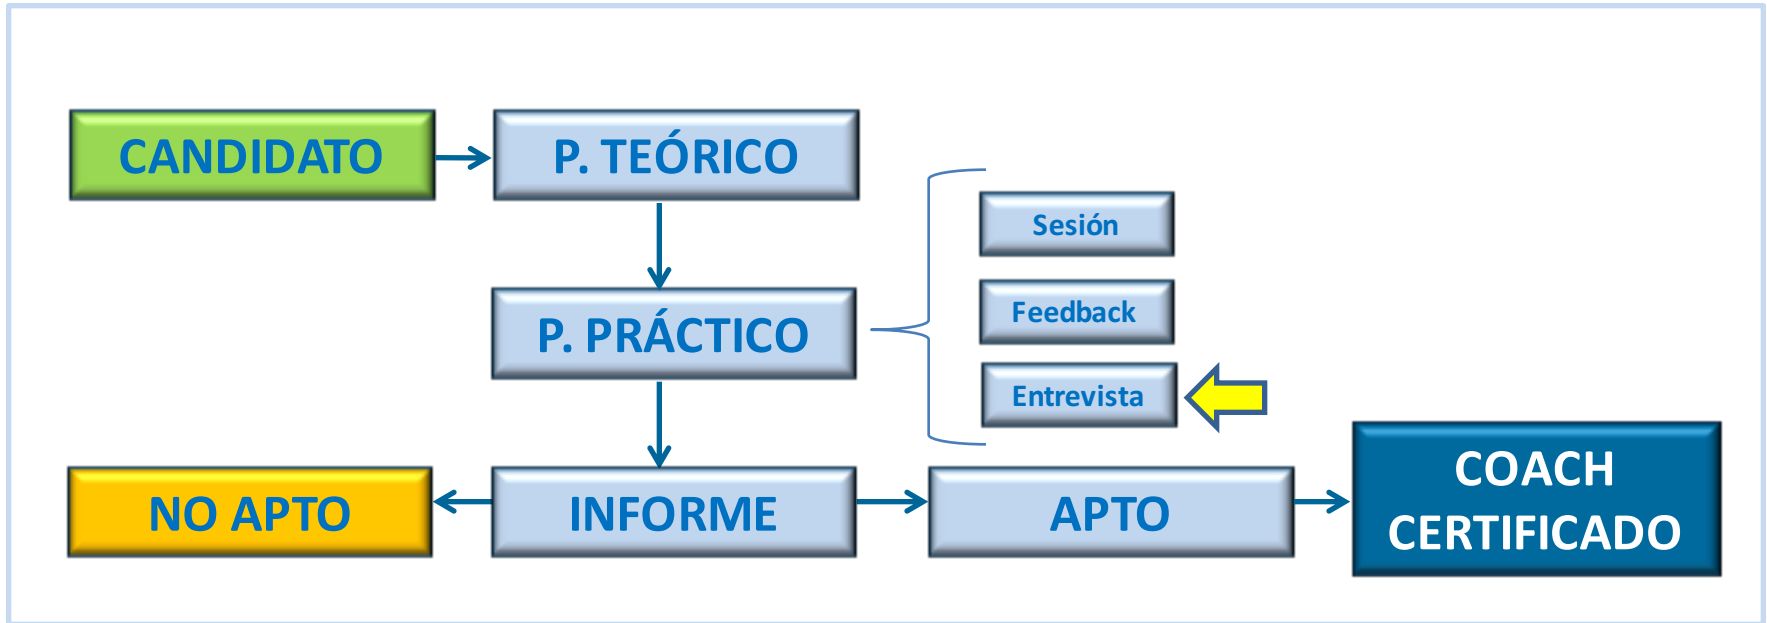 CANDIDATO
P. TEÓRICO
P. PRÁCTICO
Sesión
Feedback
Entrevista
NO APTO
INFORME
APTO
COACH
CERTIFICADO